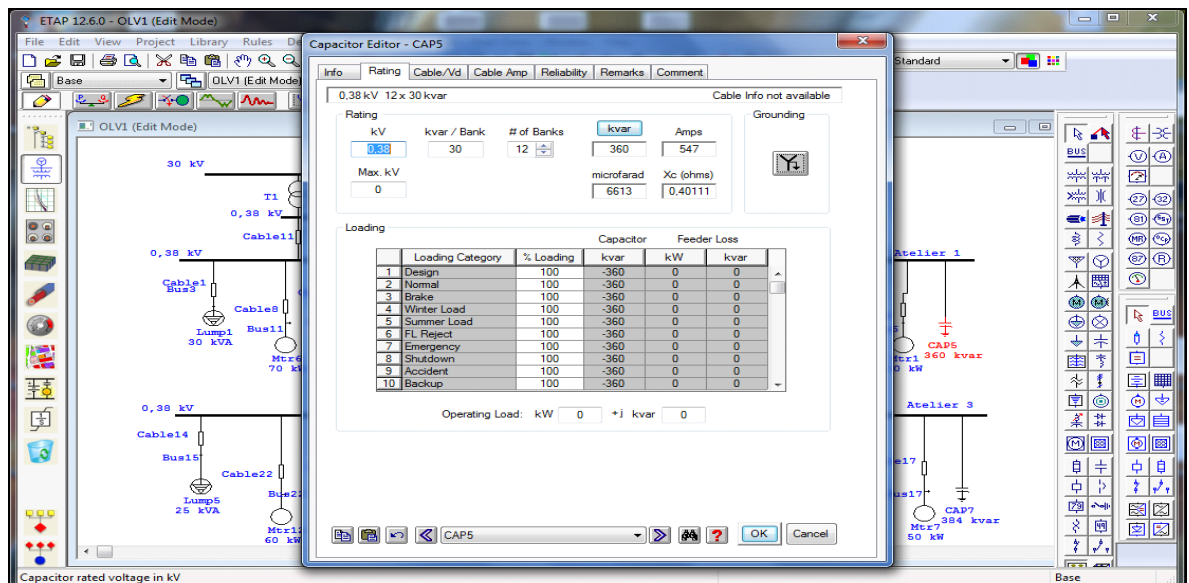 ETAP 12.6.0 - OLV1 (Edit Mode)
File Edit View Project Library Rules De
Base
OLV1 (Edit Mode)
Standard
OLV1 (Edit Mode)
30 kV
T1
0,38 kV
Cable11
0,38 kV
Cable1
Bus3
Cable8
Lump1
Bus11
30 kVA
Mtr6
70 kW
0,38 kV
Cable14
Bus15
Cable22
Lump5
25 kVA
Mtr12
60 kW
Capacitor Editor - CAP5
Info Rating Cable/Vd Cable Amp Reliability Remarks Comment
0,38 kV 12 x 30 kvar Cable Info not available
Rating
Grounding
kV kvar / Bank # of Banks kvar Amps
0,38 30 12 360 547
Max. kV microfarad Xc (ohms)
0 6613 0,40111
Loading
Capacitor Feeder Loss
Loading Category % Loading kvar kW kvar
1 Design 100 -360 0 0
2 Normal 100 -360 0 0
3 Brake 100 -360 0 0
4 Winter Load 100 -360 0 0
5 Summer Load 100 -360 0 0
6 FL Reject 100 -360 0 0
7 Emergency 100 -360 0 0
8 Shutdown 100 -360 0 0
9 Accident 100 -360 0 0
10 Backup 100 -360 0 0
Operating Load: kW 0 +j kvar 0
CAP5
OK Cancel
Atelier 1
CAP5
360 kvar
Atelier 3
CAP7
384 kvar
Mtr7
50 kW
BUS
BUS
Capacitor rated voltage in kV
Base